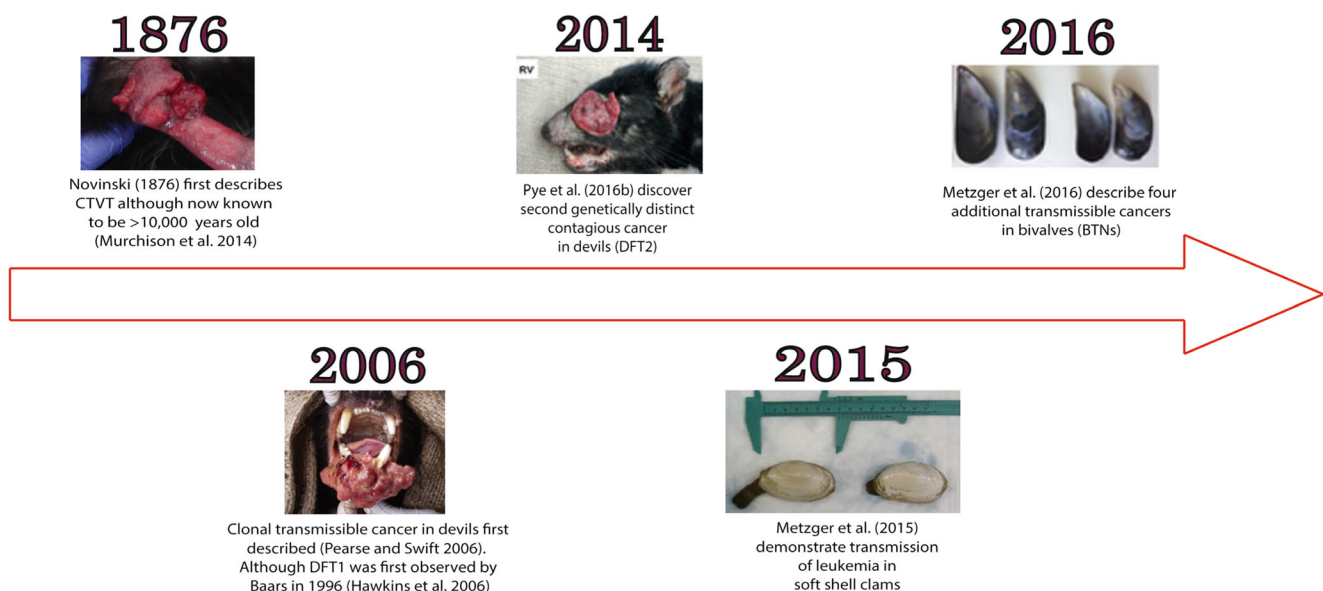 1876
Novinski (1876) first describes
CTVT although now known
to be >10,000 years old
(Murchison et al. 2014)
2014
RV
Pye et al. (2016b) discover
second genetically distinct
contagious cancer
in devils (DFT2)
2016
Metzger et al. (2016) describe four
additional transmissible cancers
in bivalves (BTNs)
2006
Clonal transmissible cancer in devils first
described (Pearse and Swift 2006).
Although DFT1 was first observed by
Baars in 1996 (Hawkins et al. 2006)
2015
Metzger et al. (2015)
demonstrate transmission
of leukemia in
soft shell clams